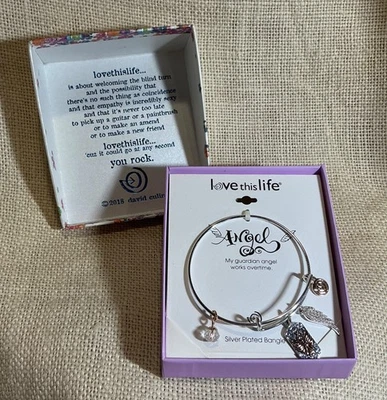 lovethislife...
is about welcoming the blind turn
and the possibility that
there's no such thing as coincidence
and that empathy is incredibly sexy
and that it's never too late
to pick up a guitar or a paintbrush
or to make an amend
or to make a new friend
lovethislife...
'cuz it could go at any second
you rock.
©2018 david
love this life®
Angel
My guardian angel
works overtime.
Silver Plated Bangle